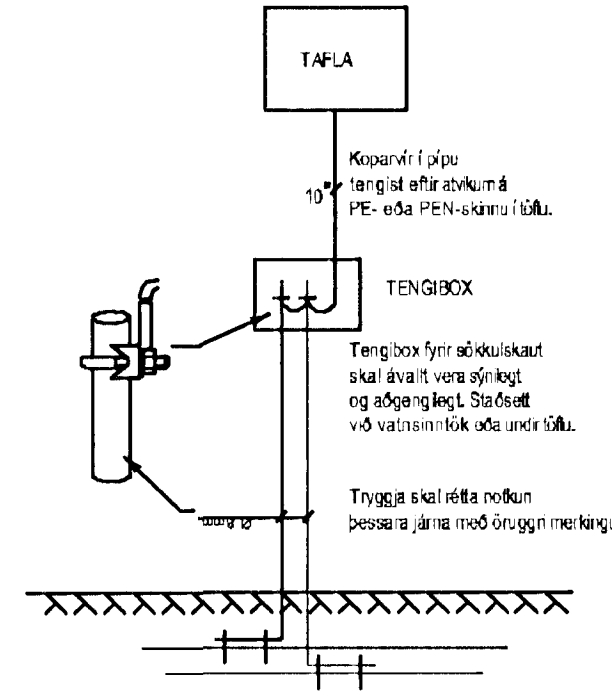 TAFLA
Koparvír í pípu
tengist eftir atvikum á
PE- eða PEN-skinnu í töflu.
10
TENGIBOX
Tengibox fyrir sökkulskaut
skal ávallt vera sýnlegt
og aðgengilegt. Staðsett
við vatnsinntök eða undir töflu.
Tryggja skal rétta notkun
þessara járna með öruggri merkingu